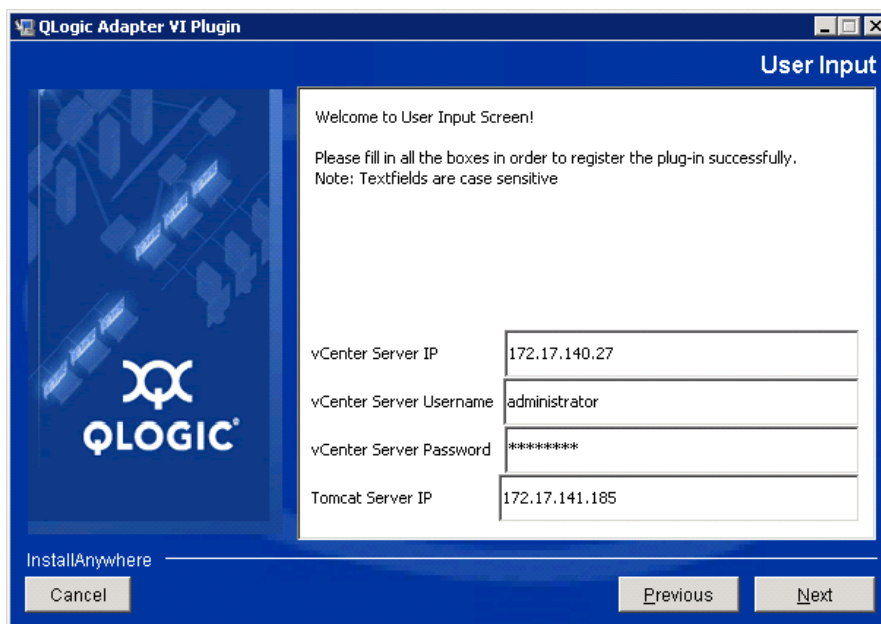 QLogic Adapter VI Plugin
User Input
Welcome to User Input Screen!
Please fill in all the boxes in order to register the plug-in successfully.
Note: Textfields are case sensitive
vCenter Server IP 172.17.140.27
vCenter Server Username administrator
vCenter Server Password ********
Tomcat Server IP 172.17.141.185
QLOGIC®
InstallAnywhere
Cancel Previous Next